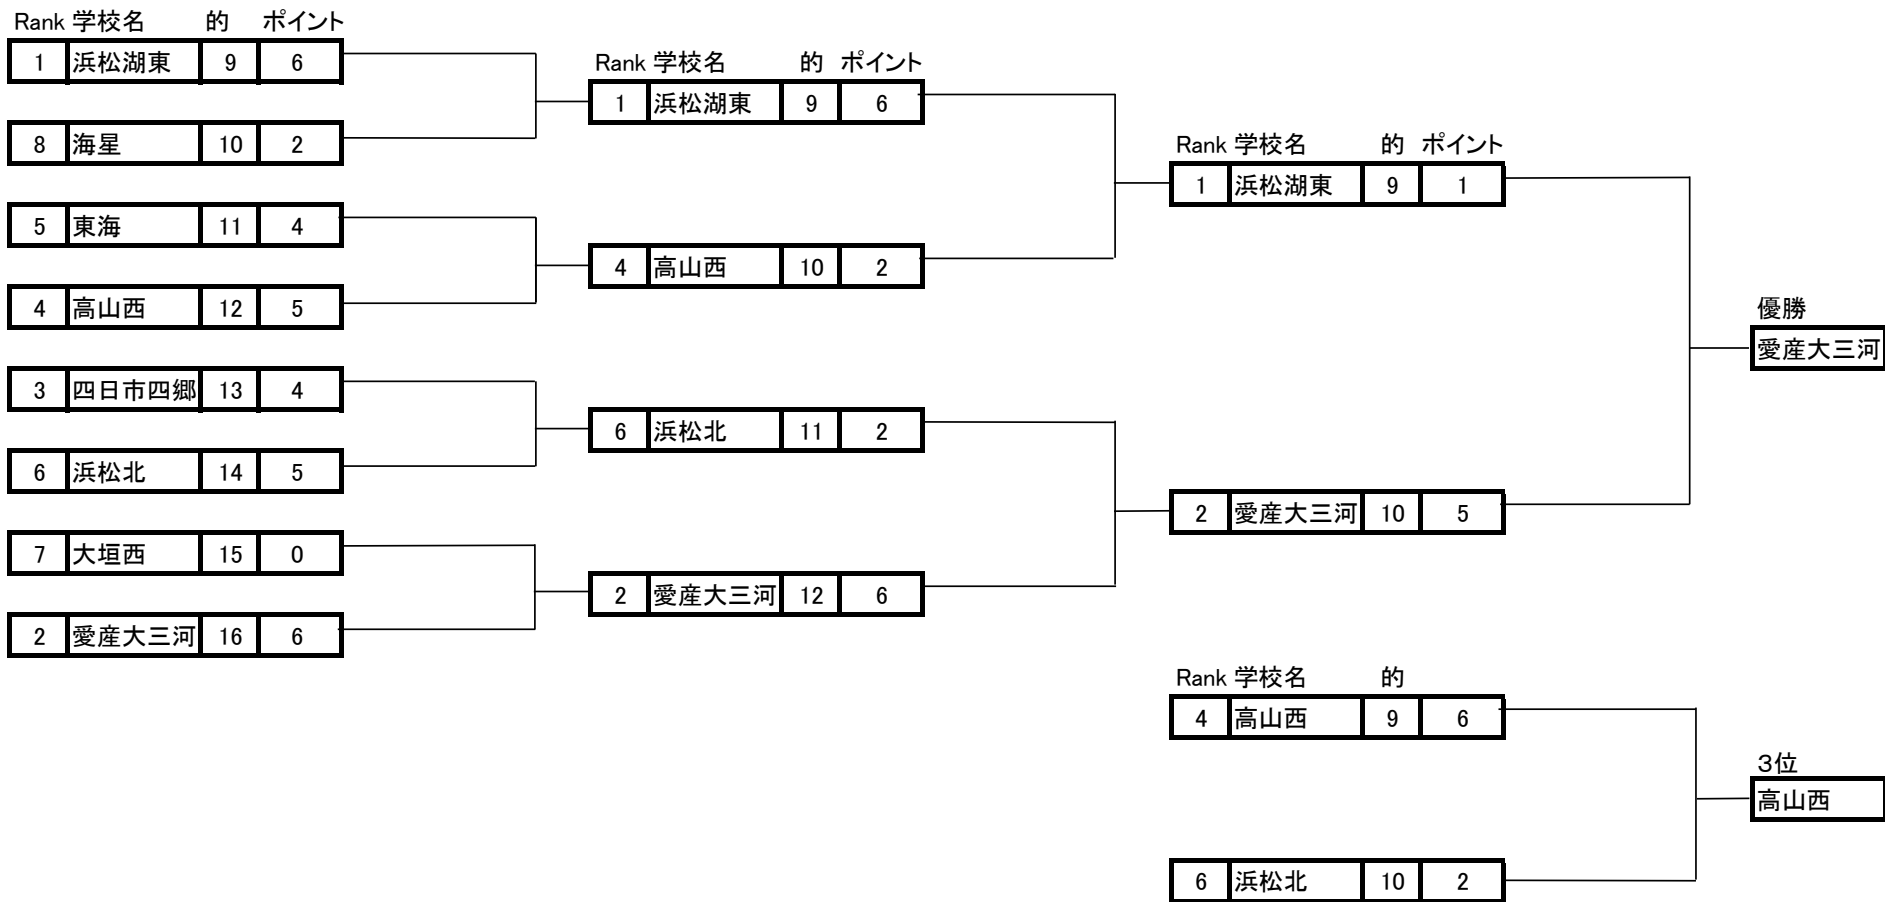 Rank 学校名 的 ポイント
1 浜松湖東 9 6
8 海星 10 2
5 東海 11 4
4 高山西 12 5
3 四日市四郷 13 4
6 浜松北 14 5
7 大垣西 15 0
2 愛産大三河 16 6
Rank 学校名 的 ポイント
1 浜松湖東 9 6
4 高山西 10 2
6 浜松北 11 2
2 愛産大三河 12 6
Rank 学校名 的 ポイント
1 浜松湖東 9 1
2 愛産大三河 10 5
優勝
愛産大三河
Rank 学校名 的
4 高山西 9 6
6 浜松北 10 2
3位
高山西